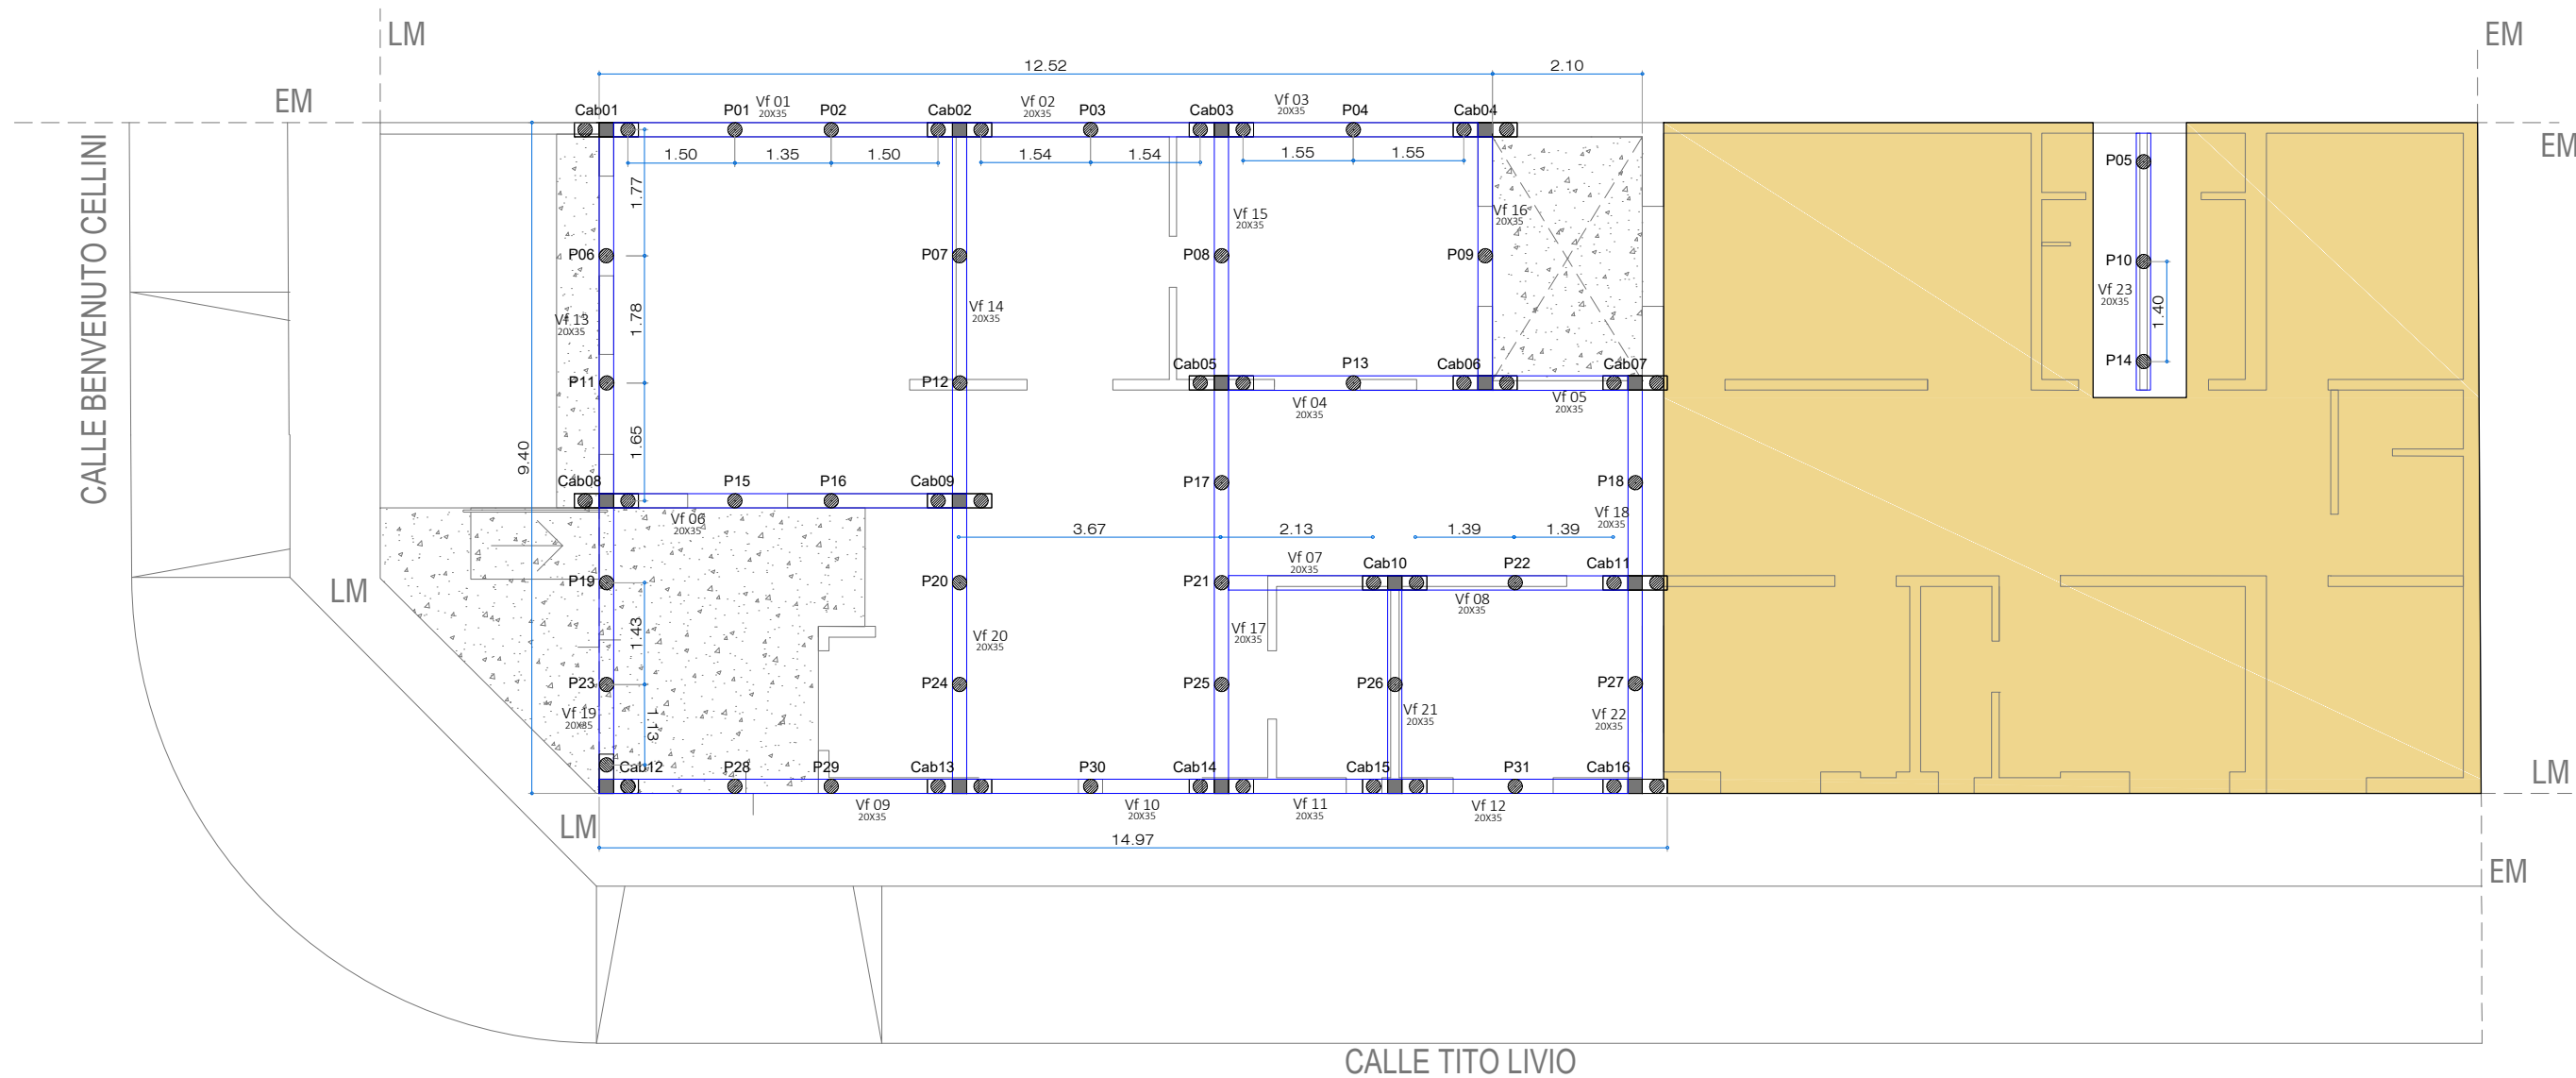 LM
EM
12.52
2.10
EM
Cab01
P01
Vf 01
20X35
P02
Cab02
Vf 02
20X35
P03
Cab03
Vf 03
20X35
P04
Cab04
EM
1.50
1.35
1.50
1.54
1.54
1.55
1.55
P05
1.77
CALLE BENVENUTO CELLINI
Vf 15
20X35
Vf 16
20X35
P06
P07
P08
P09
P10
Vf 13
20X35
1.78
Vf 14
20X35
Vf 23
20X35
1.40
P11
P12
Cab05
P13
Cab06
Cab07
P14
Vf 04
20X35
Vf 05
20X35
9.40
1.65
Cab08
P15
P16
Cab09
P17
P18
Vf 06
20X35
Vf 18
20X35
3.67
2.13
1.39
1.39
LM
P19
P20
P21
Vf 07
20X35
Cab10
P22
Cab11
Vf 08
20X35
1.43
Vf 20
20X35
Vf 17
20X35
P23
P24
P25
P26
P27
Vf 19
20X35
1.13
Vf 21
20X35
Vf 22
20X35
Cab12
P28
P29
Cab13
P30
Cab14
Cab15
P31
Cab16
LM
LM
Vf 09
20X35
Vf 10
20X35
Vf 11
20X35
Vf 12
20X35
14.97
EM
CALLE TITO LIVIO